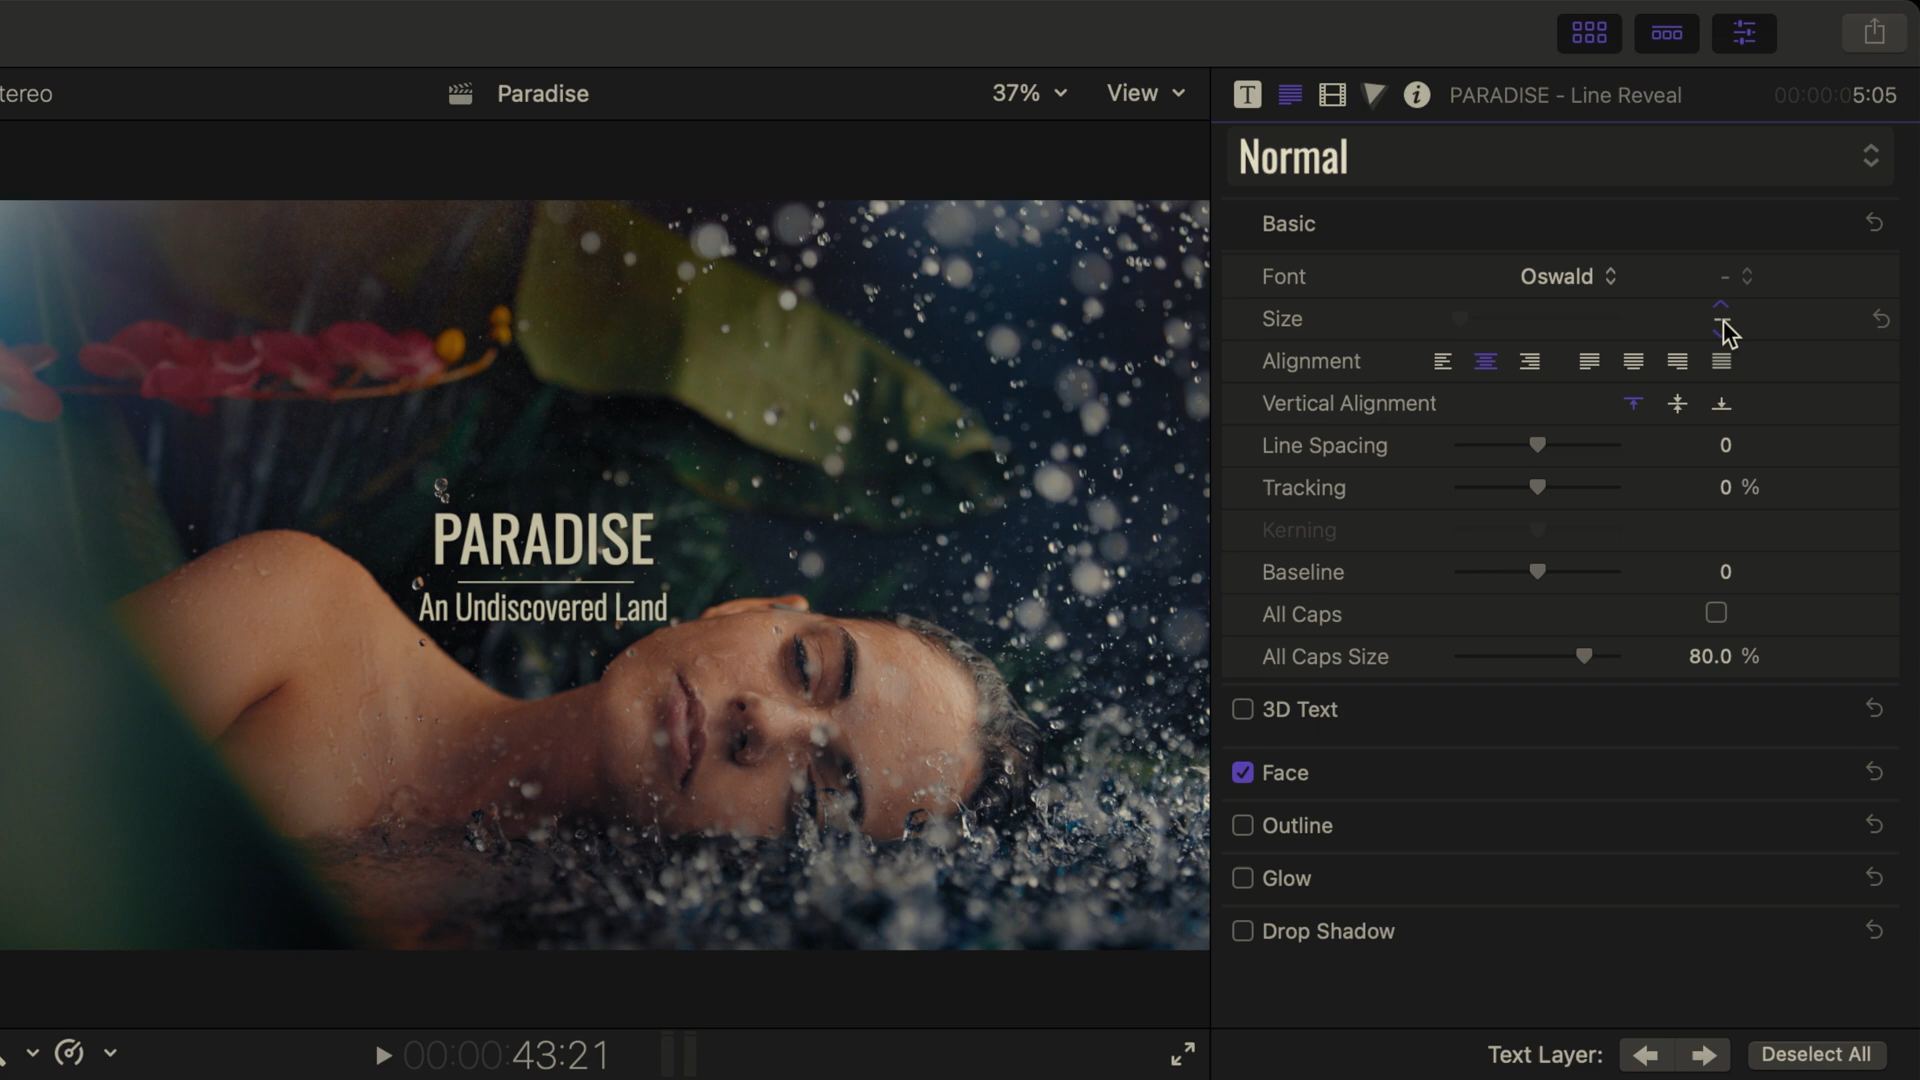 tereo
Paradise
37%
View
T
i
PARADISE - Line Reveal
00:00:05:05
Normal
Basic
Font
Oswald
-
Size
Alignment
Vertical Alignment
Line Spacing
0
Tracking
0 %
Kerning
Baseline
0
All Caps
All Caps Size
80.0 %
3D Text
Face
Outline
Glow
Drop Shadow
PARADISE
An Undiscovered Land
00:00:43:21
Text Layer:
Deselect All